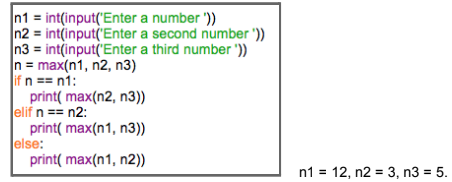 n1 = int(input('Enter a number '))
n2 = int(input('Enter a second number '))
n3 = int(input('Enter a third number '))
n = max(n1, n2, n3)
if n == n1:
    print( max(n2, n3))
elif n == n2:
    print( max(n1, n3))
else:
    print( max(n1, n2))
n1 = 12, n2 = 3, n3 = 5.